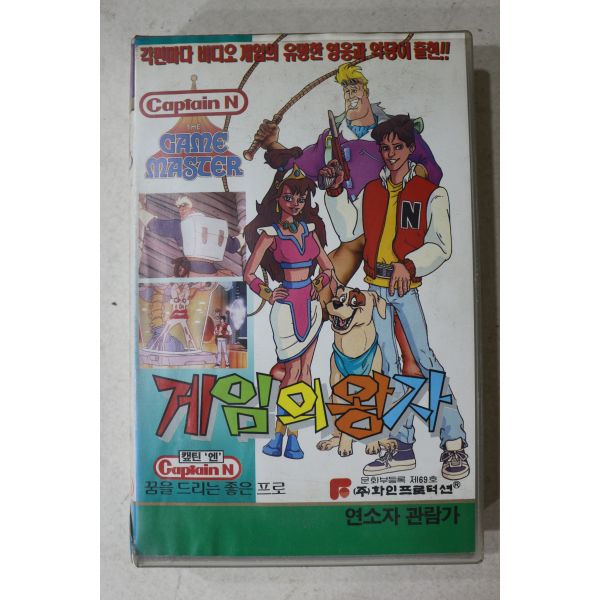 각편마다 비디오 게임의 유명한 영웅과 악당이 출현!!
Captain N
THE
GAME
MASTER
N
게임의왕자
캡틴 '엔'
Captain N
꿈을 드리는 좋은 프로
문화부등록 제69호
(주)화인프로덕션®
연소자 관람가